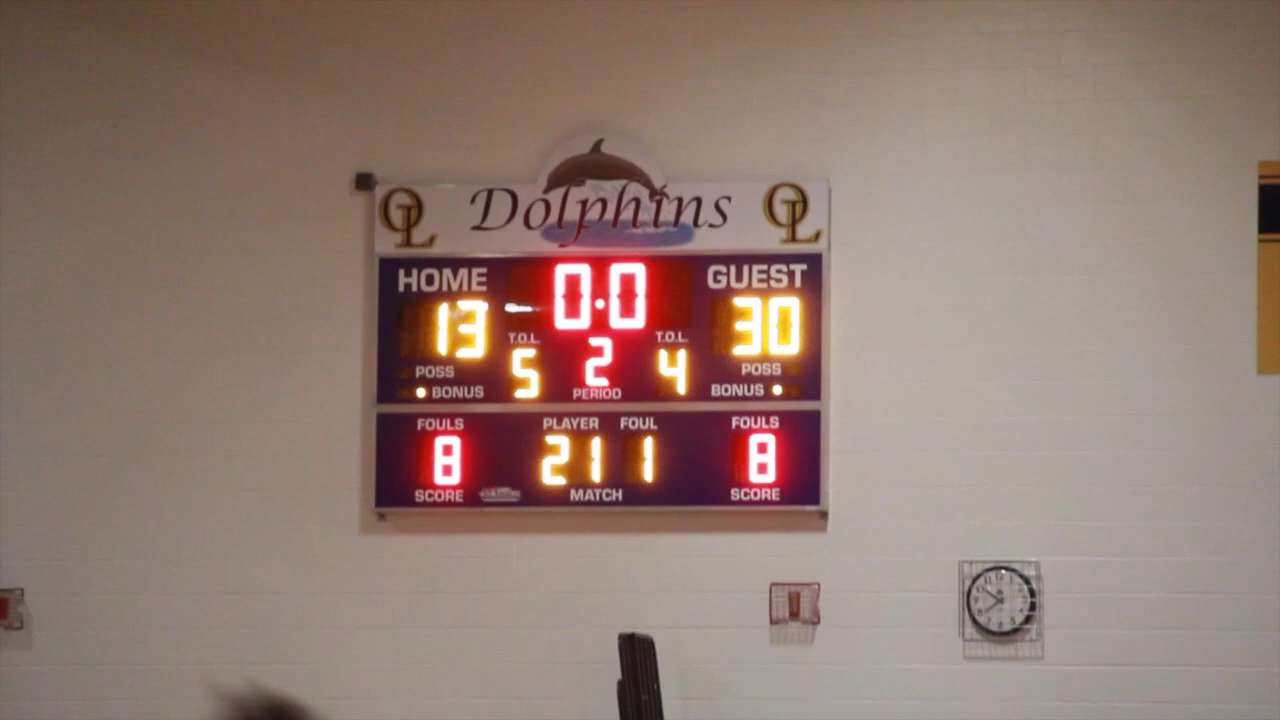 OL Dolphins OL
HOME 0.0 GUEST
13 30
T.O.L. T.O.L.
5 2 4
POSS POSS
BONUS PERIOD BONUS
FOULS PLAYER FOUL FOULS
8 21 1 8
SCORE MATCH SCORE